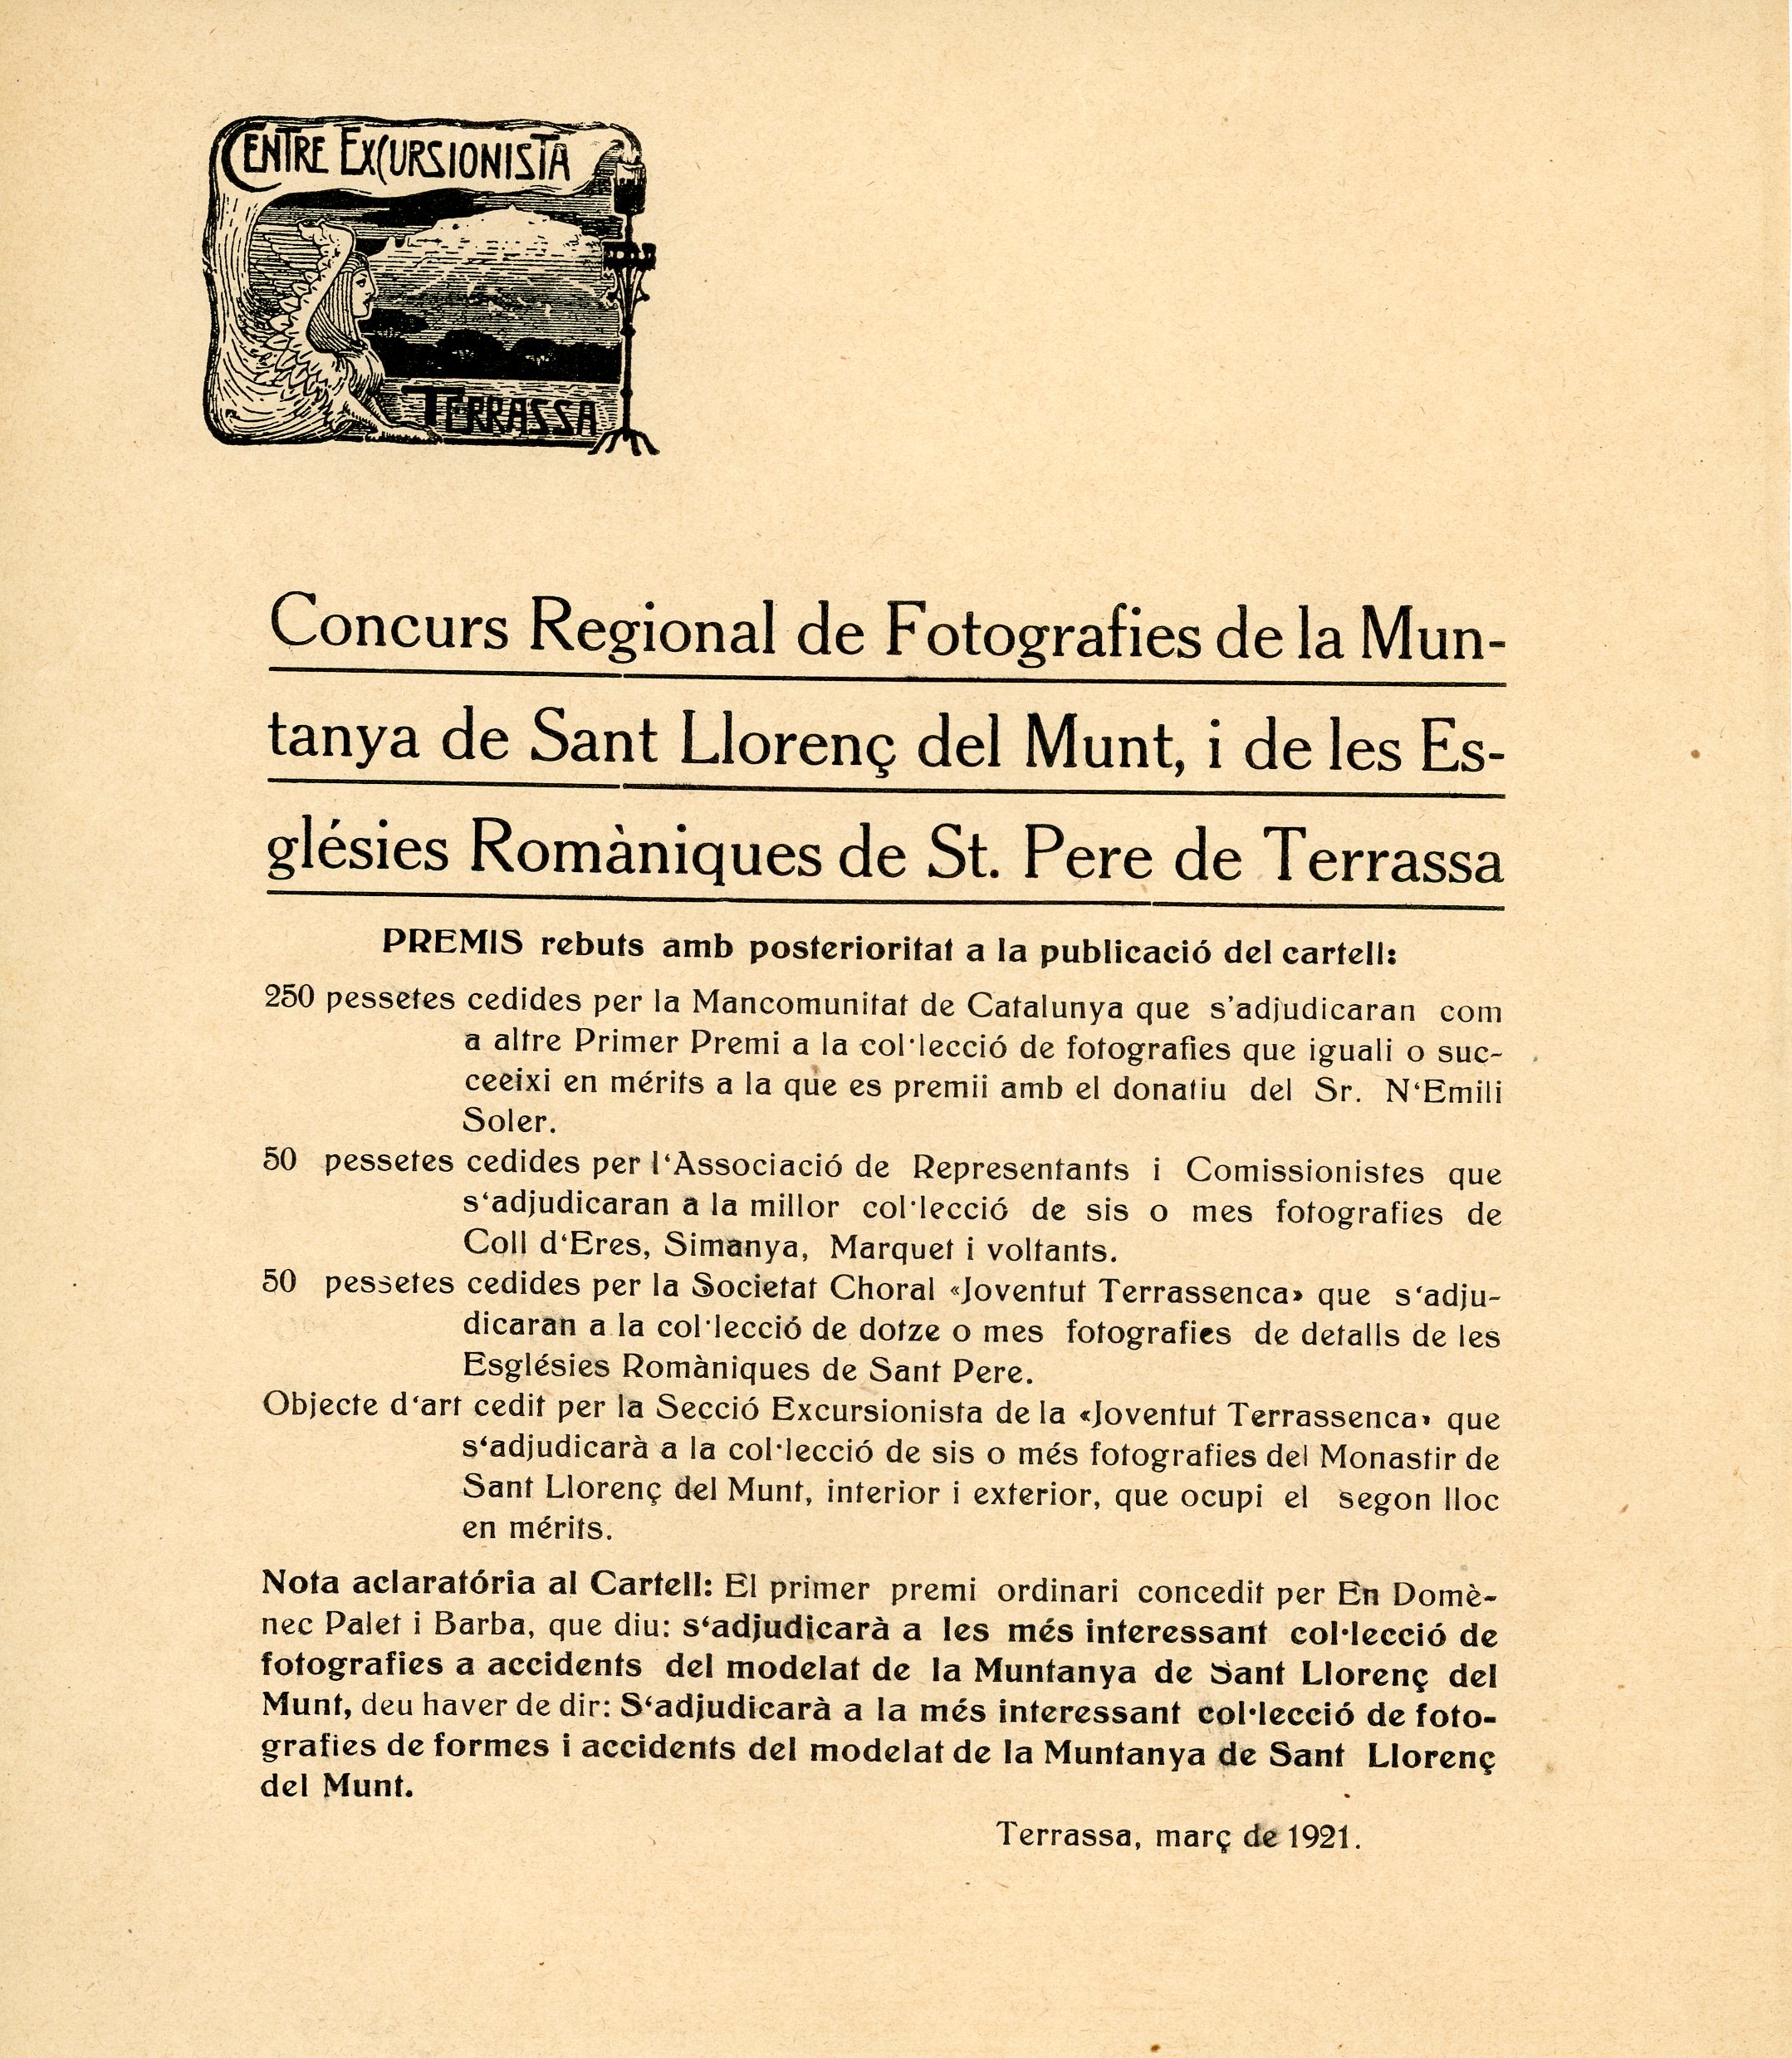 CENTRE EXCURSIONISTA
TERRASSA
Concurs Regional de Fotografies de la Mun-
tanya de Sant Llorenç del Munt, i de les Es-
glésies Romàniques de St. Pere de Terrassa
PREMIS rebuts amb posterioritat a la publicació del cartell:
250 pessetes cedides per la Mancomunitat de Catalunya que s'adjudicaran com
a altre Primer Premi a la col·lecció de fotografies que iguali o suc-
ceeixi en mérits a la que es premii amb el donatiu del Sr. N‘Emili
Soler.
50 pessetes cedides per l‘Associació de Representants i Comissionistes que
s‘adjudicaran a la millor col·lecció de sis o mes fotografies de
Coll d‘Eres, Simanya, Marquet i voltants.
50 pessetes cedides per la Societat Choral «Joventut Terrassenca» que s‘adju-
dicaran a la col·lecció de dotze o mes fotografies de detalls de les
Esglésies Romàniques de Sant Pere.
Objecte d‘art cedit per la Secció Excursionista de la «Joventut Terrassenca» que
s‘adjudicarà a la col·lecció de sis o més fotografies del Monastir de
Sant Llorenç del Munt, interior i exterior, que ocupi el segon lloc
en mérits.
Nota aclaratória al Cartell: El primer premi ordinari concedit per En Domè-
nec Palet i Barba, que diu: s‘adjudicarà a les més interessant col·lecció de
fotografies a accidents del modelat de la Muntanya de Sant Llorenç del
Munt, deu haver de dir: S‘adjudicarà a la més interessant col·lecció de foto-
grafies de formes i accidents del modelat de la Muntanya de Sant Llorenç
del Munt.
Terrassa, març de 1921.